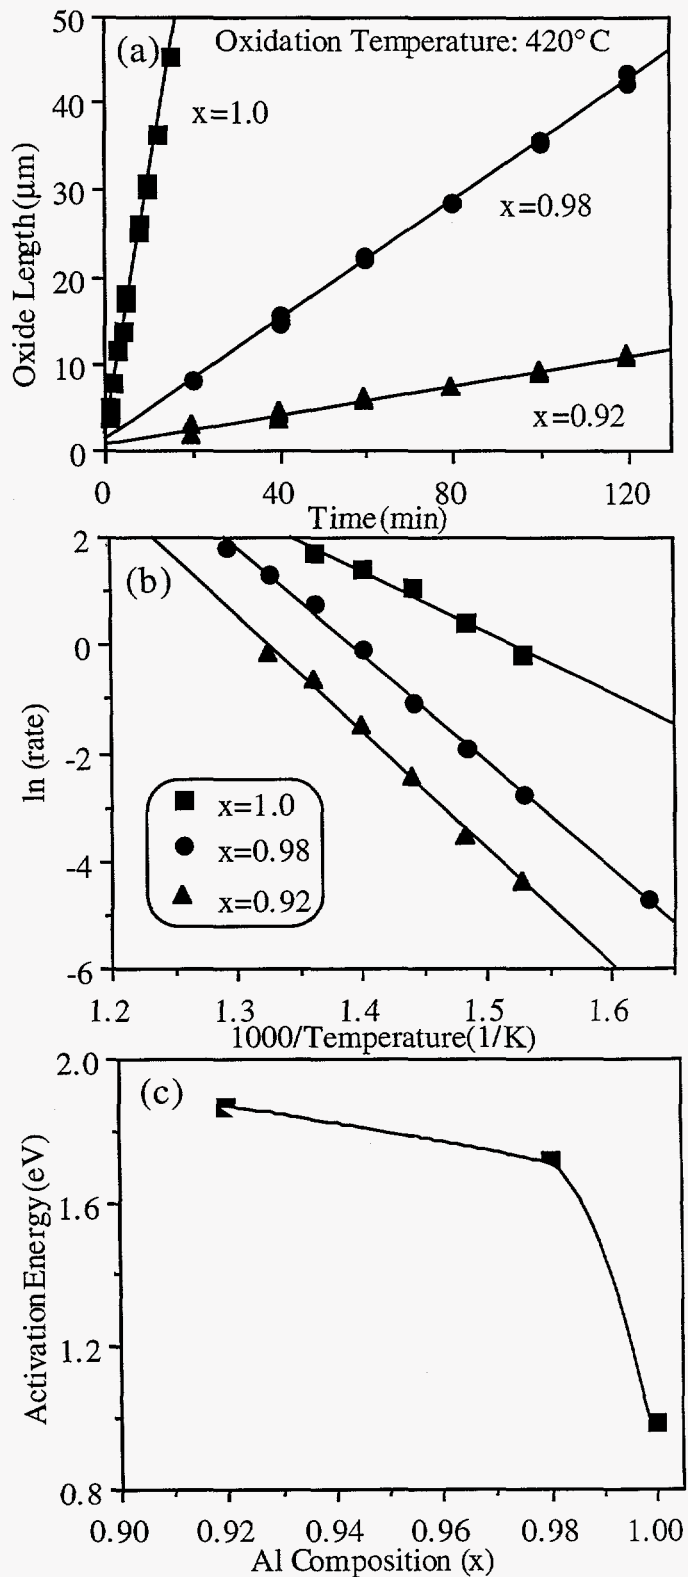 50
(a) Oxidation Temperature: 420°C
40
x=1.0
30
x=0.98
20
10
x=0.92
0
Oxide Length (μm)
0 40 80 120
Time (min)
2
(b)
0
-2
-4
-6
ln (rate)
x=1.0
x=0.98
x=0.92
1.2 1.3 1.4 1.5 1.6
1000/Temperature(1/K)
2.0
(c)
1.6
1.2
0.8
Activation Energy (eV)
0.90 0.92 0.94 0.96 0.98 1.00
Al Composition (x)